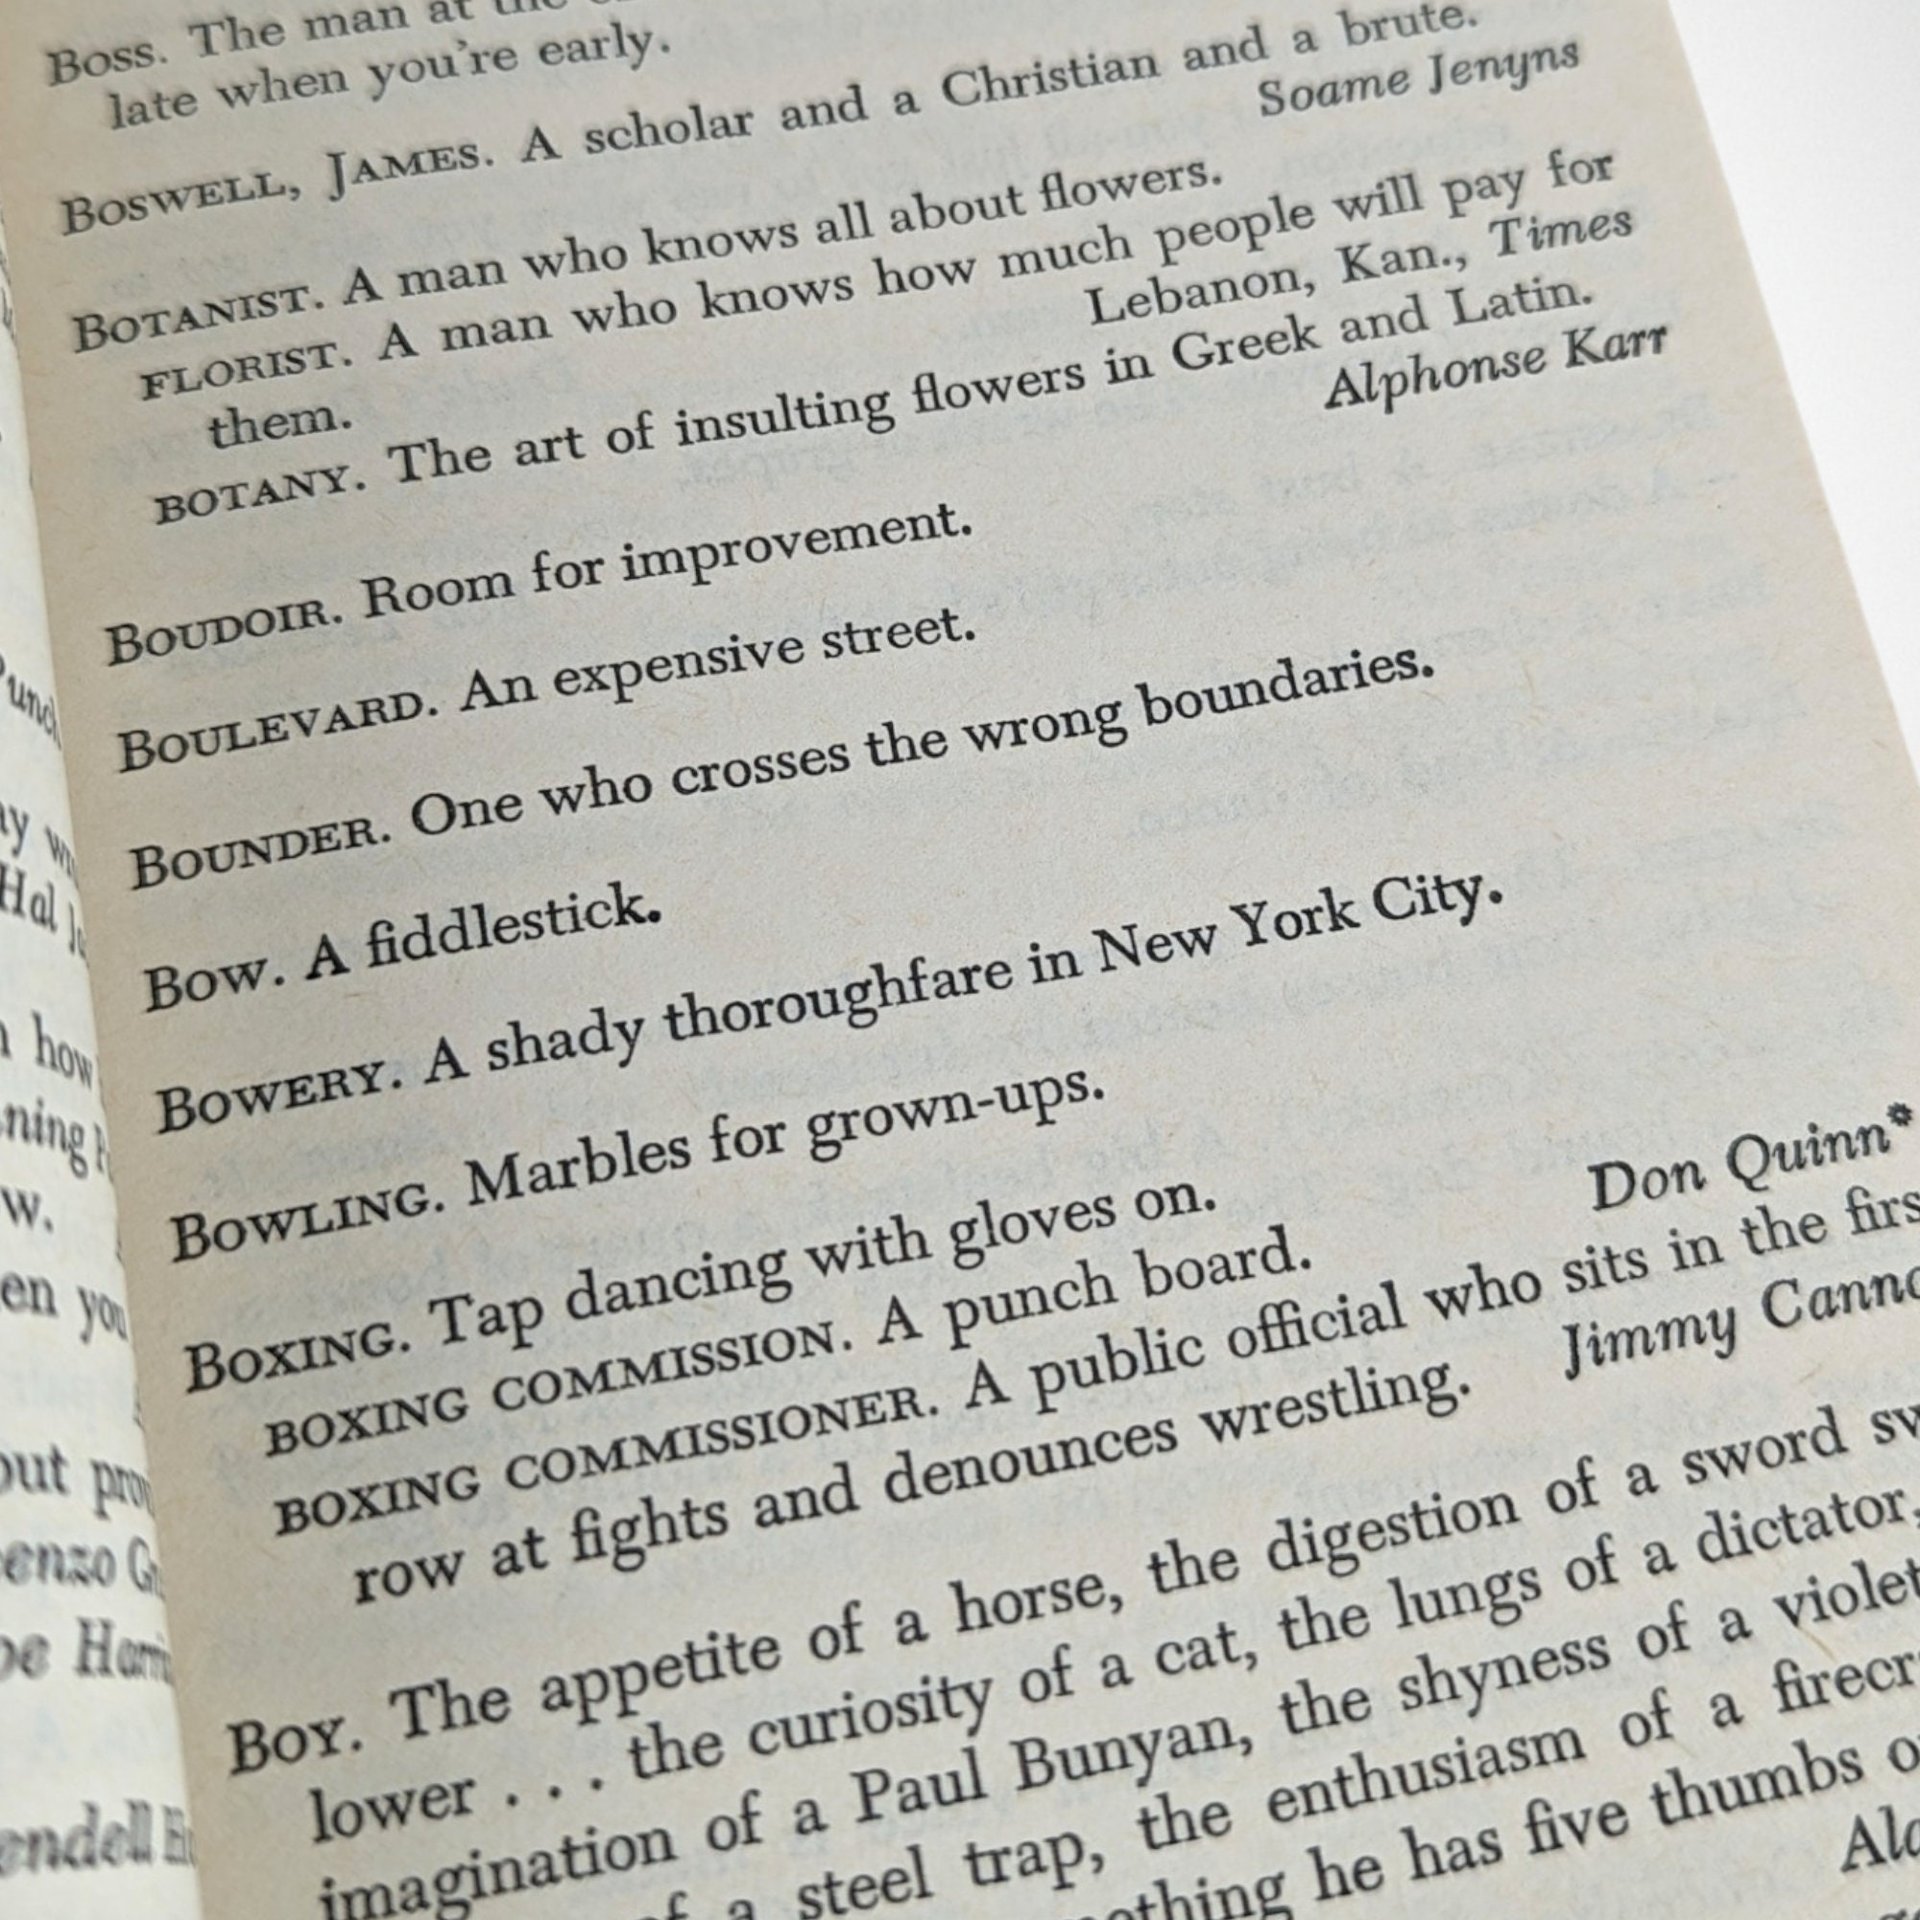 Boss. The man at the
late when you're early.
BOSWELL, JAMES. A scholar and a Christian and a brute.
Soame Jenyns
BOTANIST. A man who knows all about flowers.
FLORIST. A man who knows how much people will pay for
them.
Lebanon, Kan., Times
BOTANY. The art of insulting flowers in Greek and Latin.
Alphonse Karr
BOUDOIR. Room for improvement.
BOULEVARD. An expensive street.
BOUNDER. One who crosses the wrong boundaries.
BOW. A fiddlestick.
BOWERY. A shady thoroughfare in New York City.
BOWLING. Marbles for grown-ups.
Don Quinn*
BOXING. Tap dancing with gloves on.
BOXING COMMISSION. A punch board.
BOXING COMMISSIONER. A public official who sits in the
row at fights and denounces wrestling.
Jimmy
BOY. The appetite of a horse, the digestion of a sword
lower . . . the curiosity of a cat, the lungs of a dictator,
imagination of a Paul Bunyan, the shyness of a violet
a steel trap, the enthusiasm of a
he has five thumbs